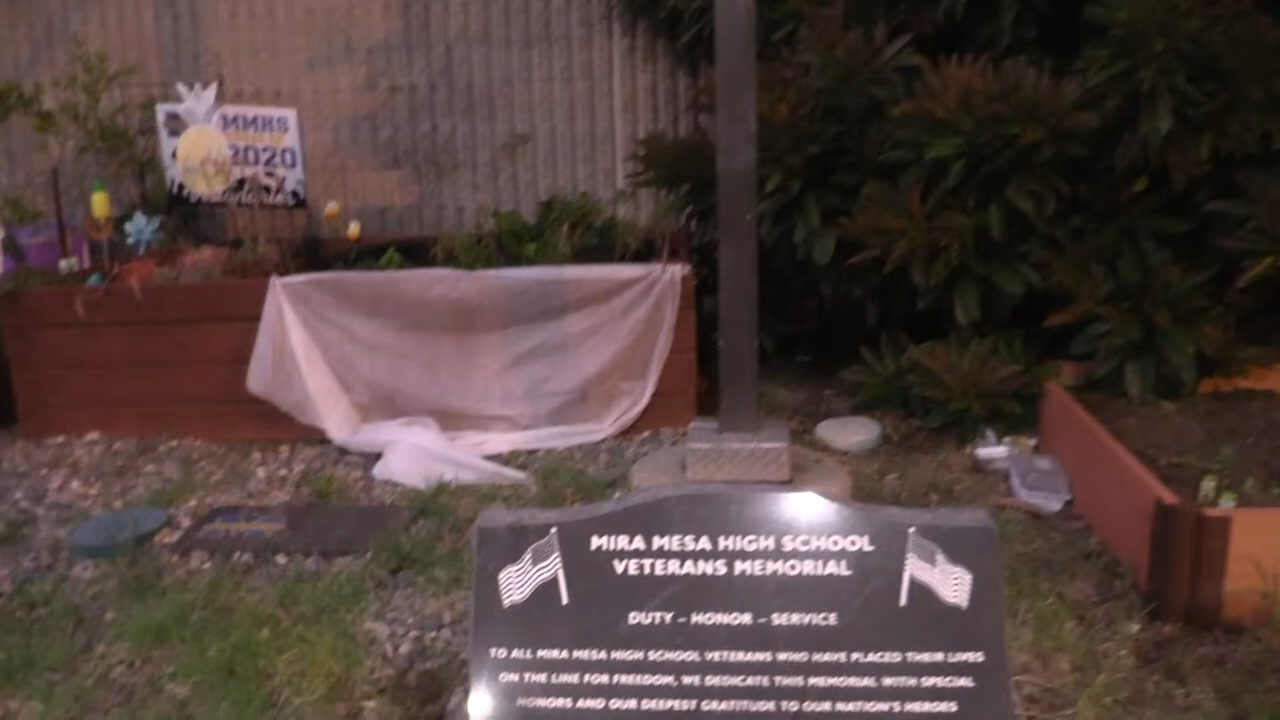 MMHS
2020
MIRA MESA HIGH SCHOOL
VETERANS MEMORIAL
DUTY - HONOR - SERVICE
TO ALL MIRA MESA HIGH SCHOOL VETERANS WHO HAVE PLACED THEIR LIVES
ON THE LINE FOR FREEDOM, WE DEDICATE THIS MEMORIAL WITH SPECIAL
HONORS AND OUR DEEPEST GRATITUDE TO OUR NATION'S HEROES